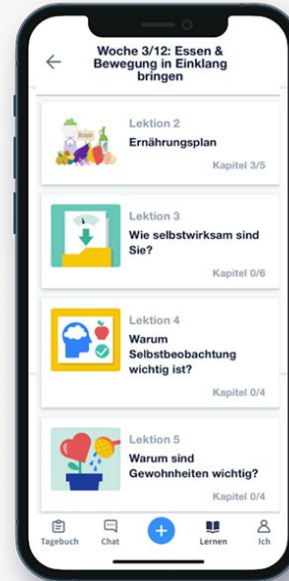 Woche 3/12: Essen &
Bewegung in Einklang
bringen
Lektion 2
Ernährungsplan
Kapitel 3/5
Lektion 3
Wie selbstwirksam sind
Sie?
Kapitel 0/6
Lektion 4
Warum
Selbstbeobachtung
wichtig ist?
Kapitel 0/4
Lektion 5
Warum sind
Gewohnheiten wichtig?
Kapitel 0/4
Tagebuch
Chat
Lernen
Ich